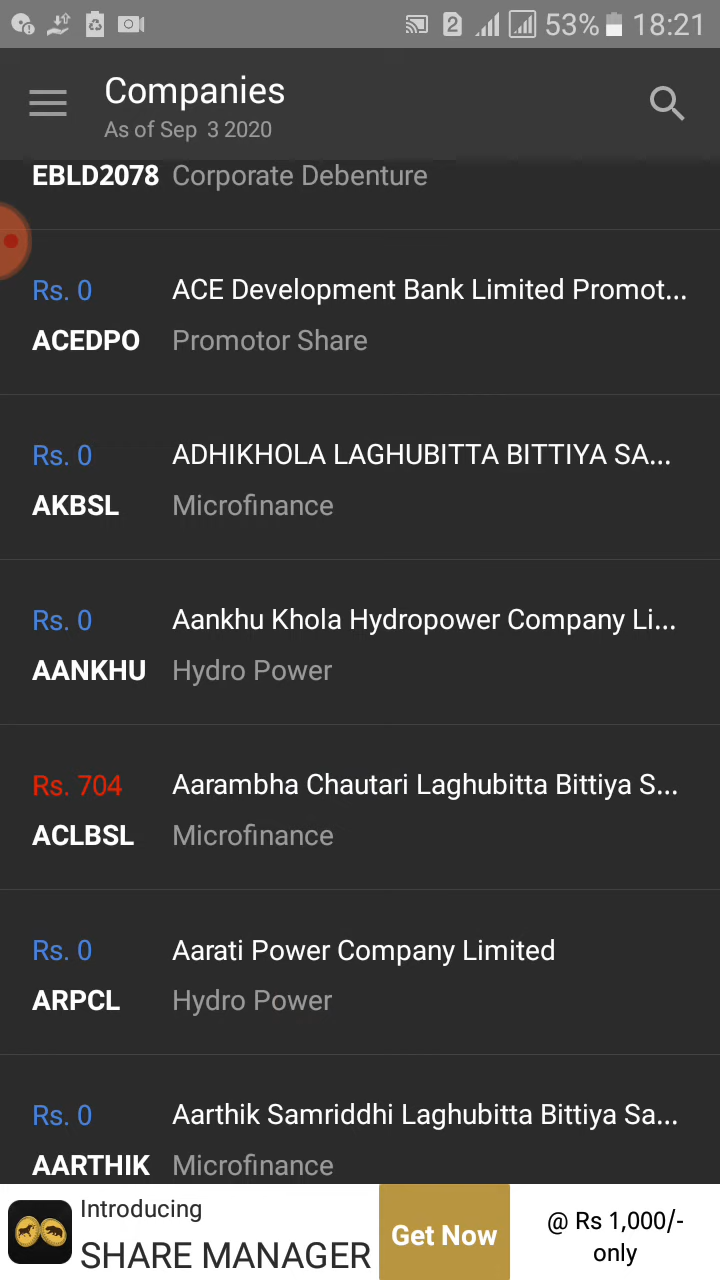 2 53% 18:21
Companies
As of Sep 3 2020
EBLD2078 Corporate Debenture
Rs. 0 ACE Development Bank Limited Promot...
ACEDPO Promotor Share
Rs. 0 ADHIKHOLA LAGHUBITTA BITTIYA SA...
AKBSL Microfinance
Rs. 0 Aankhu Khola Hydropower Company Li...
AANKHU Hydro Power
Rs. 704 Aarambha Chautari Laghubitta Bittiya S...
ACLBSL Microfinance
Rs. 0 Aarati Power Company Limited
ARPCL Hydro Power
Rs. 0 Aarthik Samriddhi Laghubitta Bittiya Sa...
AARTHIK Microfinance
Introducing
SHARE MANAGER
Get Now
@ Rs 1,000/-
only